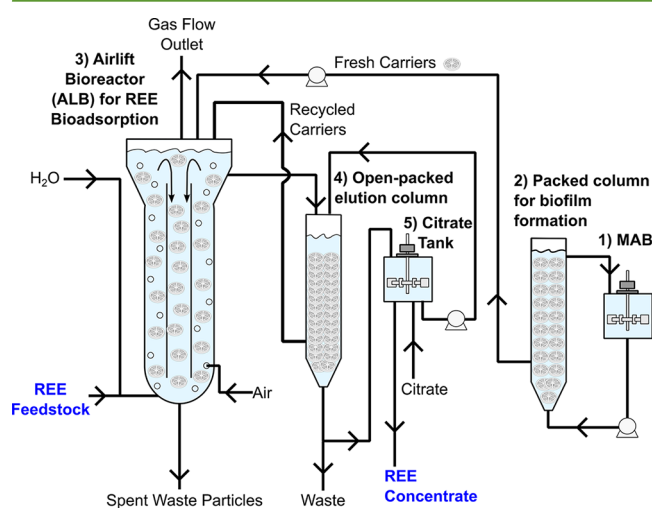 Gas Flow
Outlet
3) Airlift
Bioreactor
(ALB) for REE
Bioadsorption
Fresh Carriers
Recycled
Carriers
H2O
4) Open-packed
elution column
5) Citrate
Tank
2) Packed column
for biofilm
formation
1) MAB
REE
Feedstock
Air
Citrate
Spent Waste Particles
Waste
REE
Concentrate